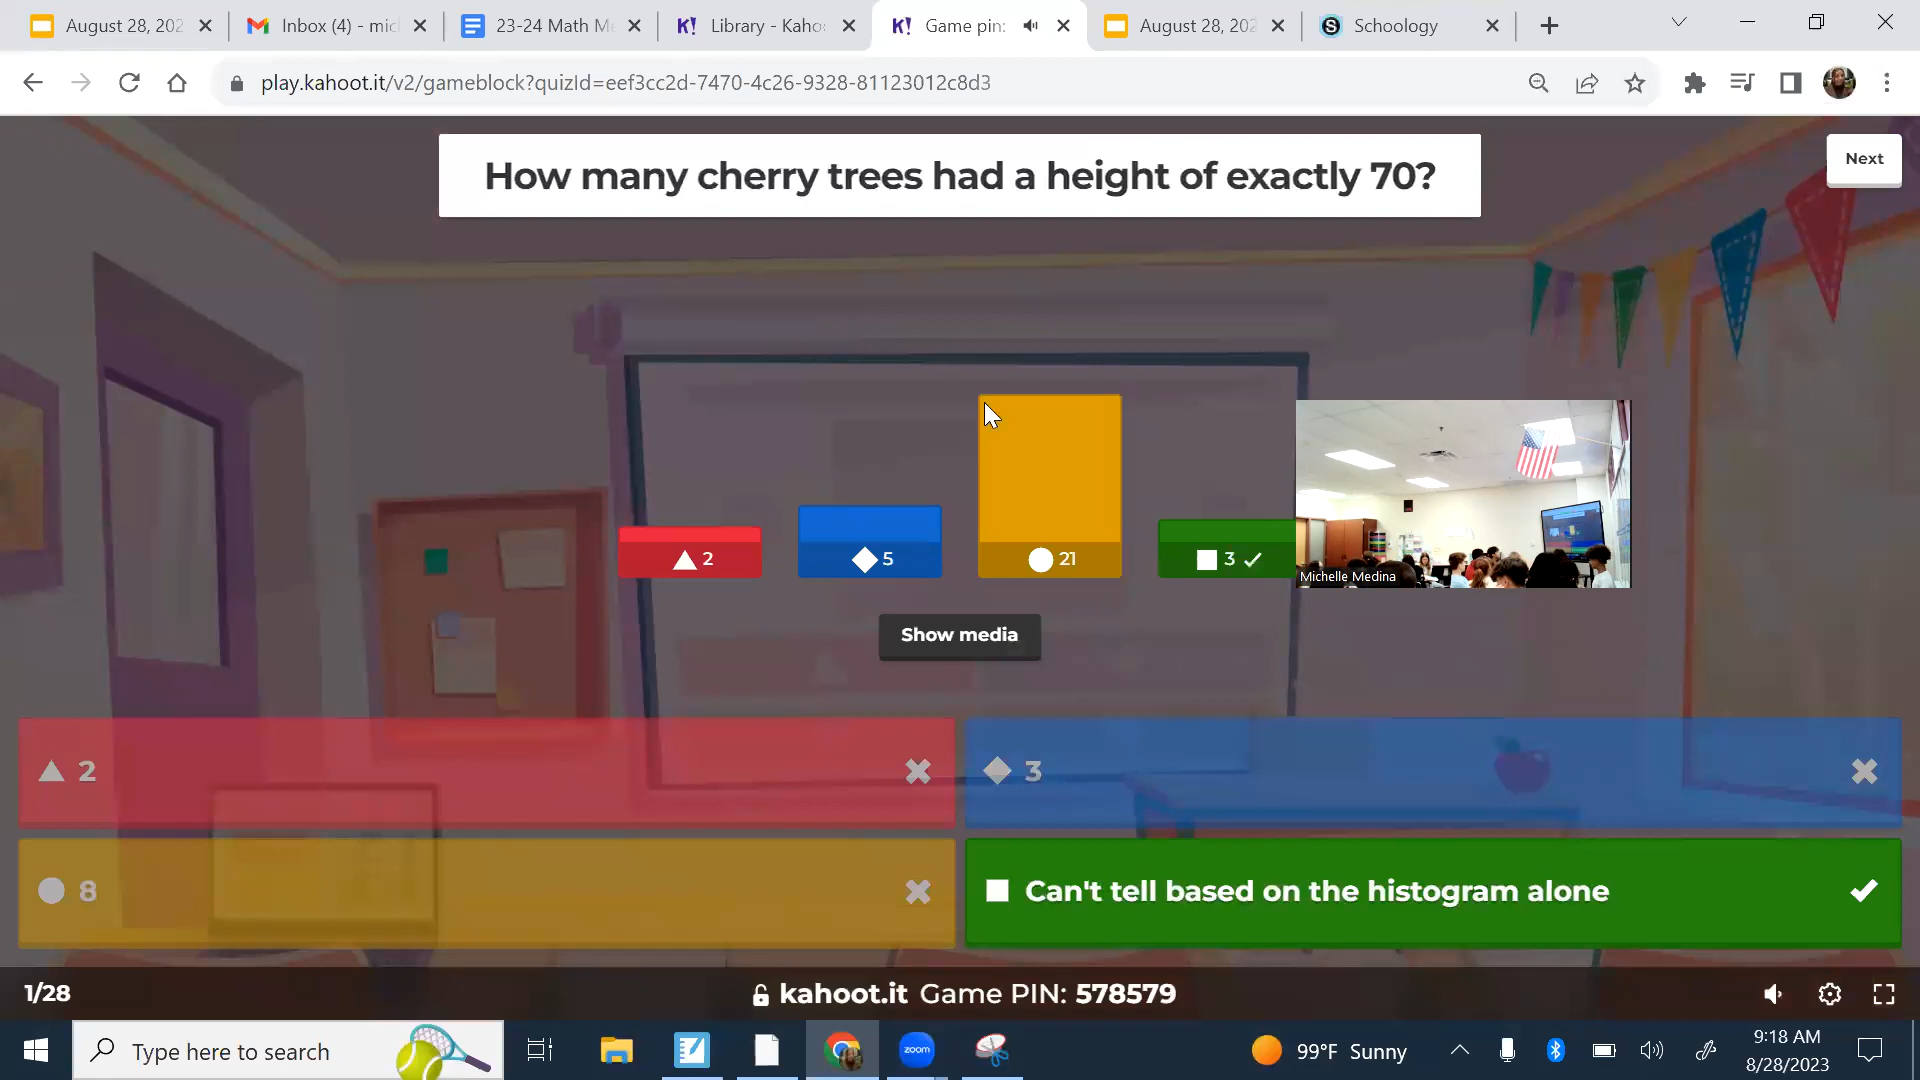 August 28, 202
Inbox (4) - mic
23-24 Math Me
K! Library - Kahoo
K! Game pin:
August 28, 202
S Schoology
play.kahoot.it/v2/gameblock?quizId=eef3cc2d-7470-4c26-9328-81123012c8d3
How many cherry trees had a height of exactly 70?
Next
2
5
21
3
Michelle Medina
Show media
2
3
8
Can't tell based on the histogram alone
1/28
kahoot.it Game PIN: 578579
Type here to search
zoom
99°F Sunny
9:18 AM
8/28/2023